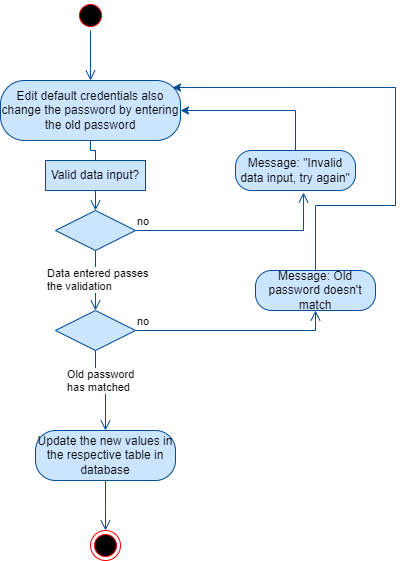 Edit default credentials also
change the password by entering
the old password
Valid data input?
Message: "Invalid
data input, try again"
no
Data entered passes
the validation
Message: Old
password doesn't
match
no
Old password
has matched
Update the new values in
the respective table in
database